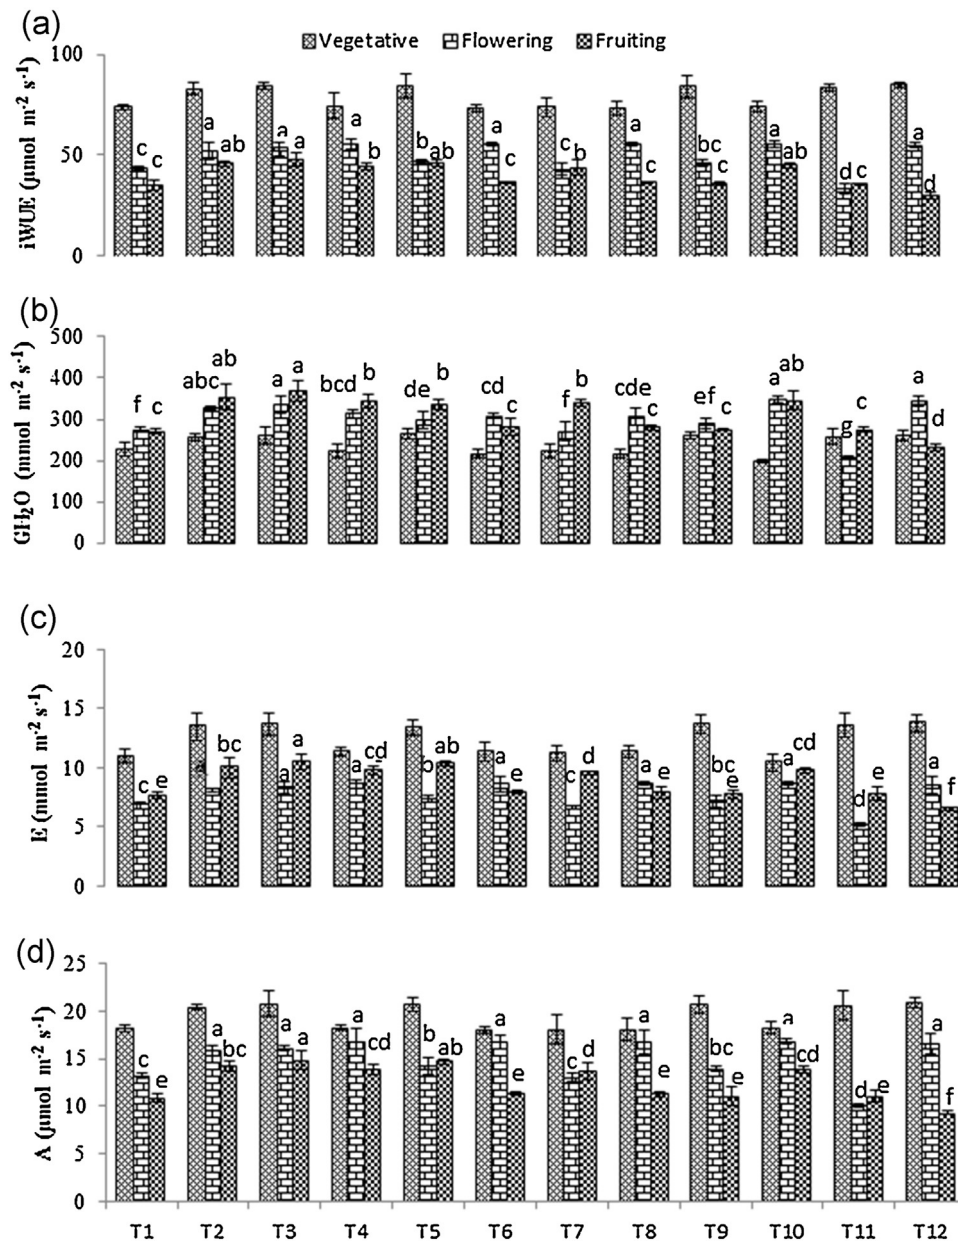 (a)
Vegetative Flowering Fruiting
100
50
0
iWUE (µmol m-2 s-1)
c c a ab a a a b b ab a c c b a c bc c a ab d c a d
(b)
500
400
300
200
100
0
GH2O (mmol m-2 s-1)
f c abc ab a a bcd b de b cd c f b cde c ef c a ab g c a d
(c)
20
15
10
5
0
E (mmol m-2 s-1)
c e bc a a a cd b ab a e c d a e bc e a cd d e a f
(d)
25
20
15
10
5
0
A (µmol m-2 s-1)
c e a bc a a a cd b ab a e c d a e bc e a cd d e a f
T1 T2 T3 T4 T5 T6 T7 T8 T9 T10 T11 T12